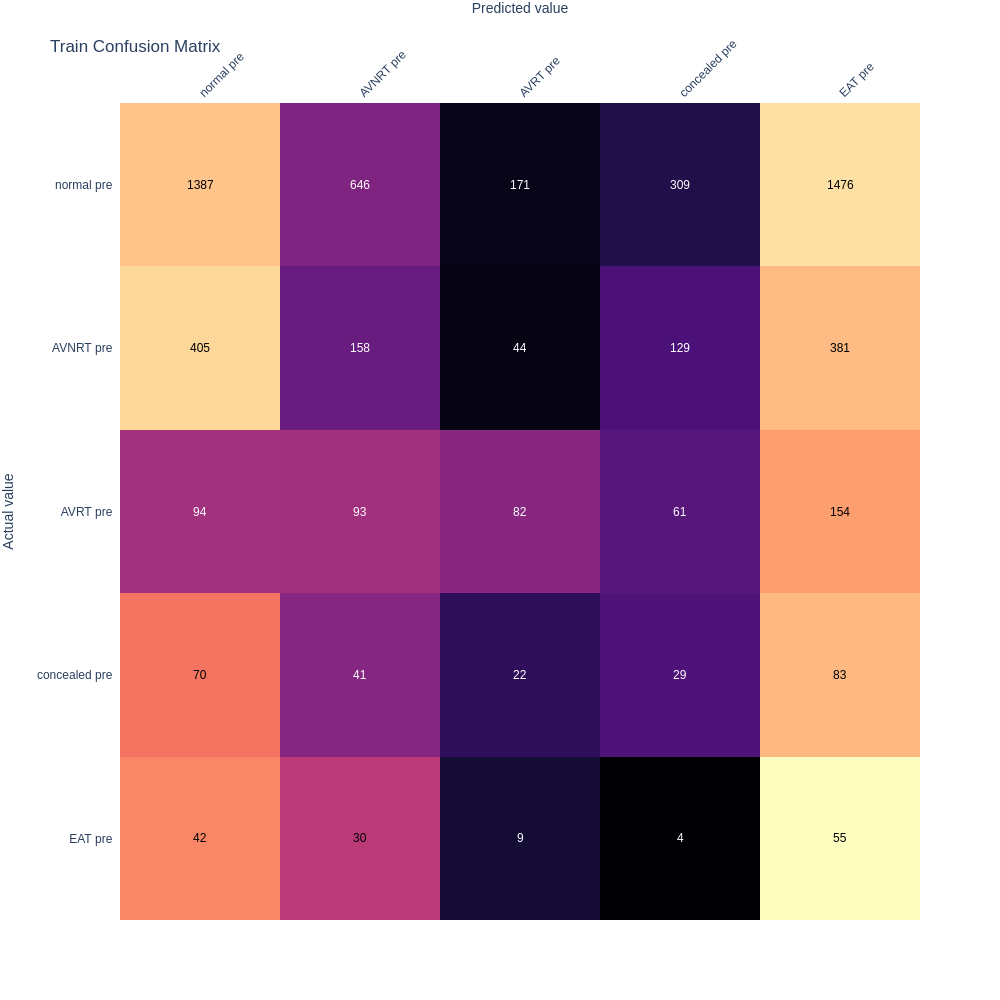 Predicted value
Train Confusion Matrix
normal pre AVNRT pre AVRT pre concealed pre EAT pre
normal pre 1387 646 171 309 1476
AVNRT pre 405 158 44 129 381
AVRT pre 94 93 82 61 154
concealed pre 70 41 22 29 83
EAT pre 42 30 9 4 55
Actual value